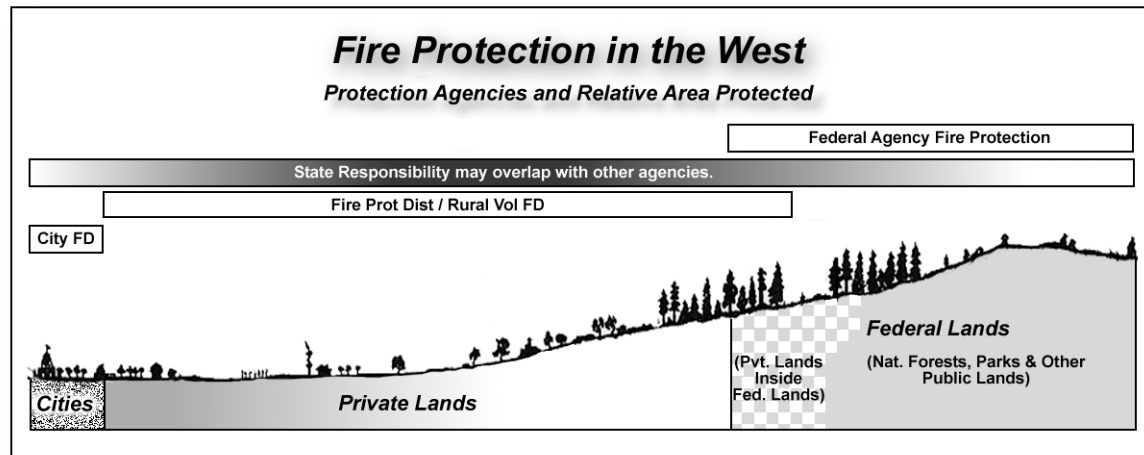 Fire Protection in the West
Protection Agencies and Relative Area Protected
Federal Agency Fire Protection
State Responsibility may overlap with other agencies.
Fire Prot Dist / Rural Vol FD
City FD
Federal Lands
(Nat. Forests, Parks & Other
Public Lands)
(Pvt. Lands
Inside
Fed. Lands)
Cities
Private Lands